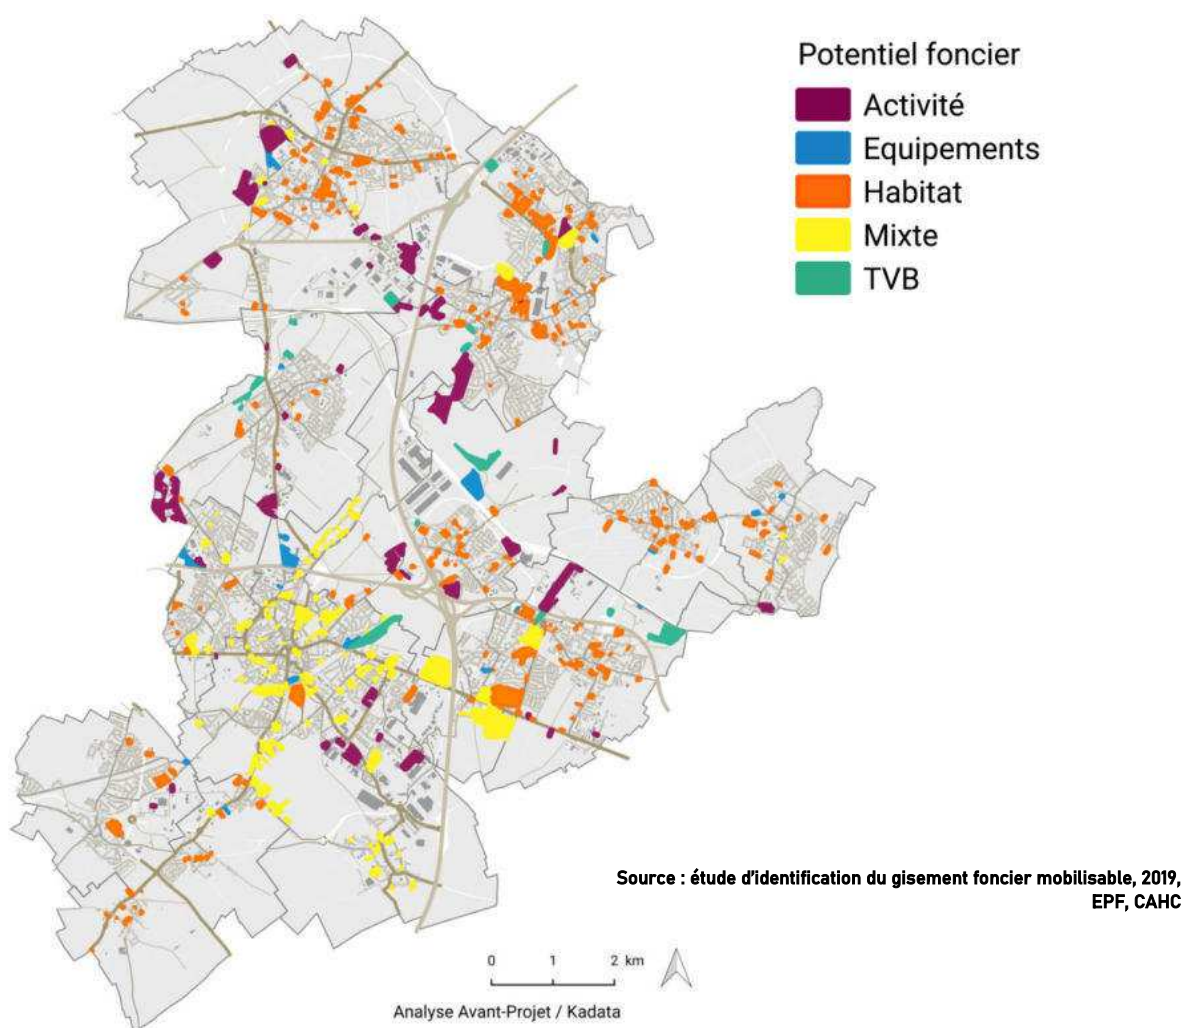 Potentiel foncier
Activité
Equipements
Habitat
Mixte
TVB
Source : étude d'identification du gisement foncier mobilisable, 2019,
EPF, CAHC
0 1 2 km
Analyse Avant-Projet / Kadata